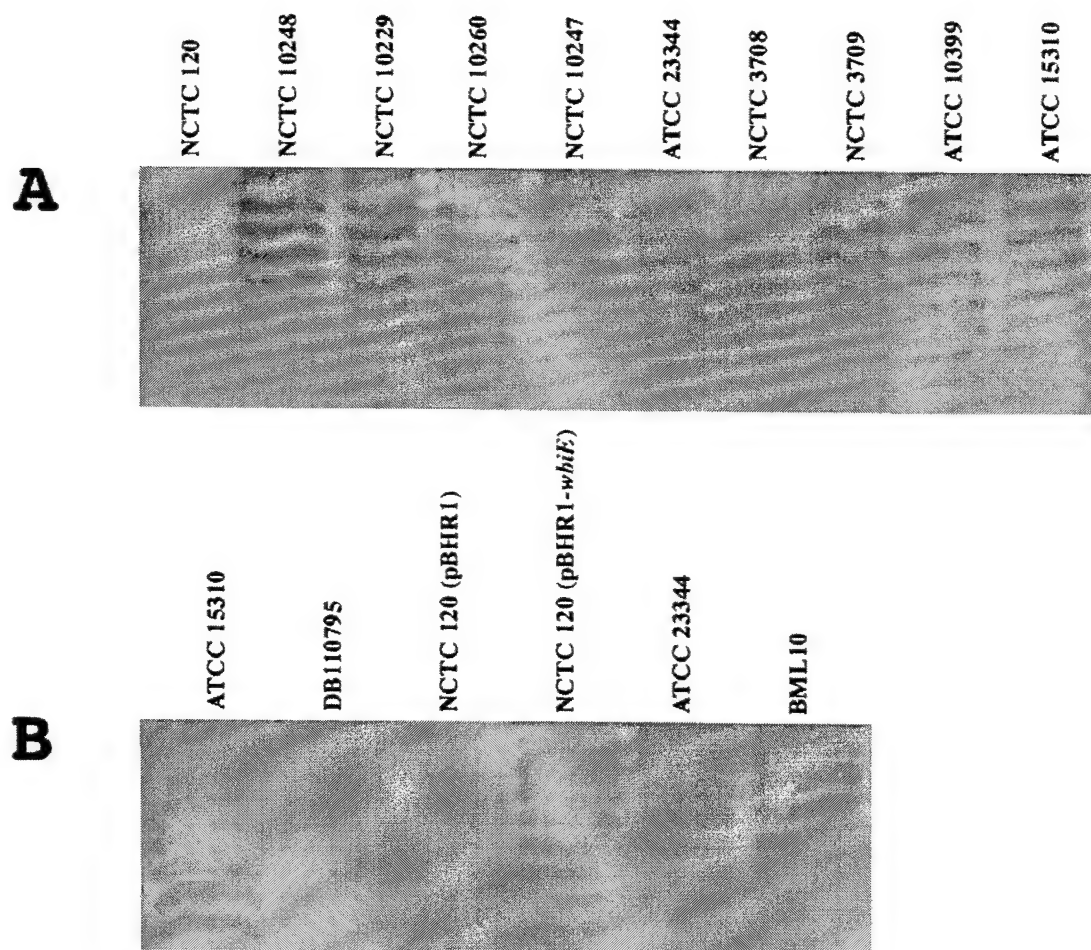 A
NCTC 120
NCTC 10248
NCTC 10229
NCTC 10260
NCTC 10247
ATCC 23344
NCTC 3708
NCTC 3709
ATCC 10399
ATCC 15310
B
ATCC 15310
DB110795
NCTC 120 (pBHR1)
NCTC 120 (pBHR1-wbiE)
ATCC 23344
BML10